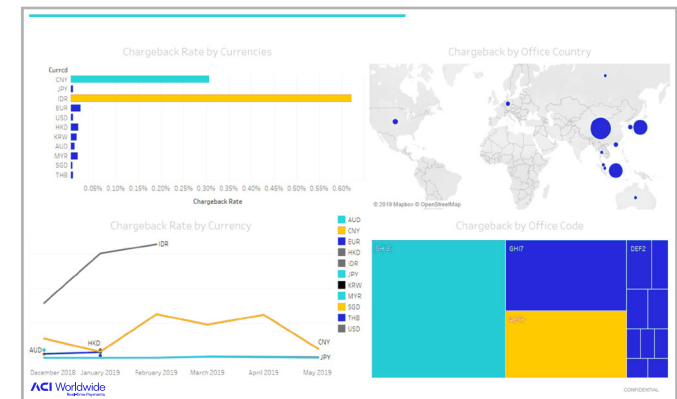 Chargeback Rate by Currencies
Currcd
CNY
JPY
IDR
EUR
USD
HKD
KRW
AUD
MYR
SGD
THB
0.05% 0.10% 0.15% 0.20% 0.25% 0.30% 0.35% 0.40% 0.45% 0.50% 0.55% 0.60%
Chargeback Rate
Chargeback by Office Country
© 2019 Mapbox © OpenStreetMap
Chargeback Rate by Currency
IDR
HKD
AUD
CNY
JPY
December 2018 January 2019 February 2019 March 2019 April 2019 May 2019
AUD
CNY
EUR
HKD
IDR
JPY
KRW
MYR
SGD
THB
USD
Chargeback by Office Code
GHI7
DEF2
ACI Worldwide
Real-Time Payments
CONFIDENTIAL